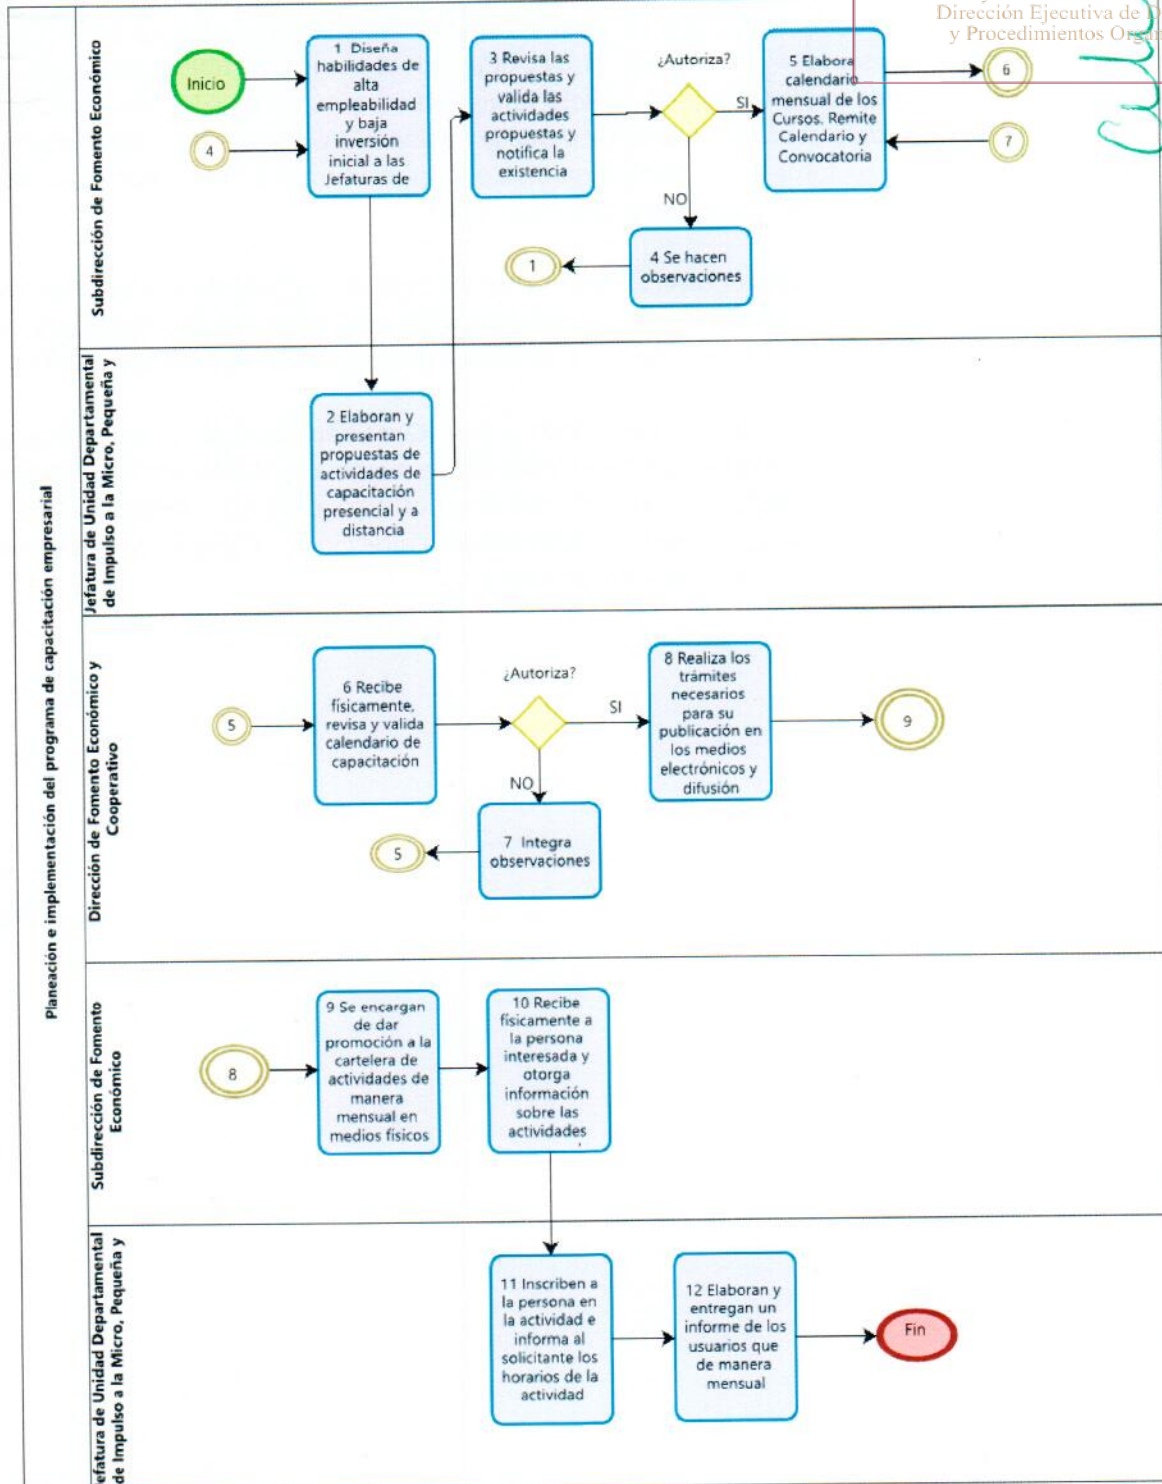 Dirección Ejecutiva de
y Procedimientos
Planeación e implementación del programa de capacitación empresarial
Subdirección de Fomento Económico
Inicio
4
1 Diseña
habilidades de
alta
empleabilidad
y baja
inversión
inicial a las
Jefaturas de
3 Revisa las
propuestas y
valida las
actividades
propuestas y
notifica la
existencia
¿Autoriza?
SI
NO
5 Elabora
calendario
mensual de los
Cursos. Remite
Calendario y
Convocatoria
6
7
4 Se hacen
observaciones
1
Jefatura de Unidad Departamental
de Impulso a la Micro, Pequeña y
2 Elaboran y
presentan
propuestas de
actividades de
capacitación
presencial y a
distancia
Dirección de Fomento Económico y
Cooperativo
5
6 Recibe
físicamente,
revisa y valida
calendario de
capacitación
¿Autoriza?
SI
NO
8 Realiza los
trámites
necesarios
para su
publicación en
los medios
electrónicos y
difusión
9
7 Integra
observaciones
5
Subdirección de Fomento
Económico
8
9 Se encargan
de dar
promoción a la
cartelera de
actividades de
manera
mensual en
medios físicos
10 Recibe
físicamente a
la persona
interesada y
otorga
información
sobre las
actividades
efatura de Unidad Departamental
de Impulso a la Micro, Pequeña y
11 Inscriben a
la persona en
la actividad e
informa al
solicitante los
horarios de la
actividad
12 Elaboran y
entregan un
informe de los
usuarios que
de manera
mensual
Fin